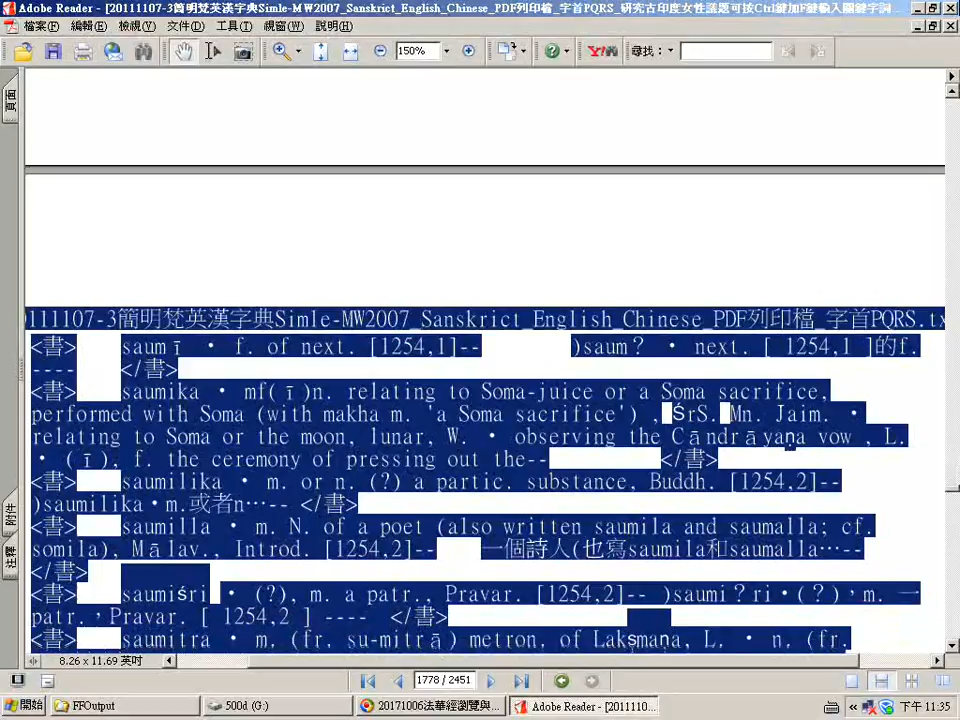 Adobe Reader - [20111107-3簡明梵英漢字典Simle-MW2007_Sanskrict_English_Chinese_PDF列印檔_字首PQRS_研究古印度女性議題可按Ctrl鍵加F鍵輸入關鍵字詞
檔案(F) 編輯(E) 檢視(V) 文件(D) 工具(T) 視窗(W) 說明(H)
150% 尋找：
頁面
附件
注釋
111107-3簡明梵英漢字典Simle-MW2007_Sanskrict_English_Chinese_PDF列印檔_字首PQRS.tx
<書> saumī • f. of next. [1254,1]-- )saum？ • next. [ 1254,1 ]的f.
---- </書>
<書> saumika • mf(ī)n. relating to Soma-juice or a Soma sacrifice,
performed with Soma (with makha m. 'a Soma sacrifice') , ŚrS. Mn. Jaim. •
relating to Soma or the moon, lunar, W. • observing the Cāndrāyaṇa vow , L.
• (ī), f. the ceremony of pressing out the-- </書>
<書> saumilika • m. or n. (?) a partic. substance, Buddh. [1254,2]--
)saumilika•m.或者n…-- </書>
<書> saumilla • m. N. of a poet (also written saumila and saumalla; cf.
somila), Mālav., Introd. [1254,2]-- 一個詩人(也寫saumila和saumalla…--
</書>
<書> saumiśri • (?), m. a patr., Pravar. [1254,2]-- )saumi？ri•(？)，m. 一
patr.，Pravar. [ 1254,2 ] ---- </書>
<書> saumitra • m. (fr. su-mitrā) metron, of Lakṣmaṇa, L. • n. (fr.
8.26 x 11.69 英吋
1778 / 2451
開始 FFOutput 500d (G:) 20171006法華經瀏覽與... Adobe Reader - [2011110... 下午 11:35